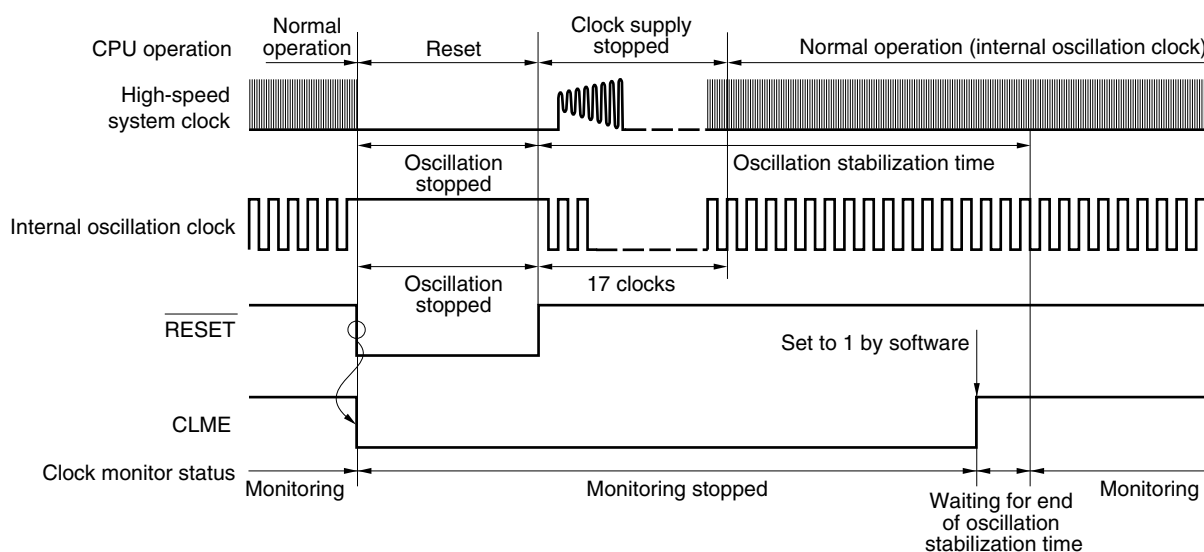 CPU operation
Normal
operation
Reset
Clock supply
stopped
Normal operation (internal oscillation clock)
High-speed
system clock
Oscillation
stopped
Oscillation stabilization time
Internal oscillation clock
Oscillation
stopped
17 clocks
RESET
Set to 1 by software
CLME
Clock monitor status
Monitoring
Monitoring stopped
Waiting for end
of oscillation
stabilization time
Monitoring